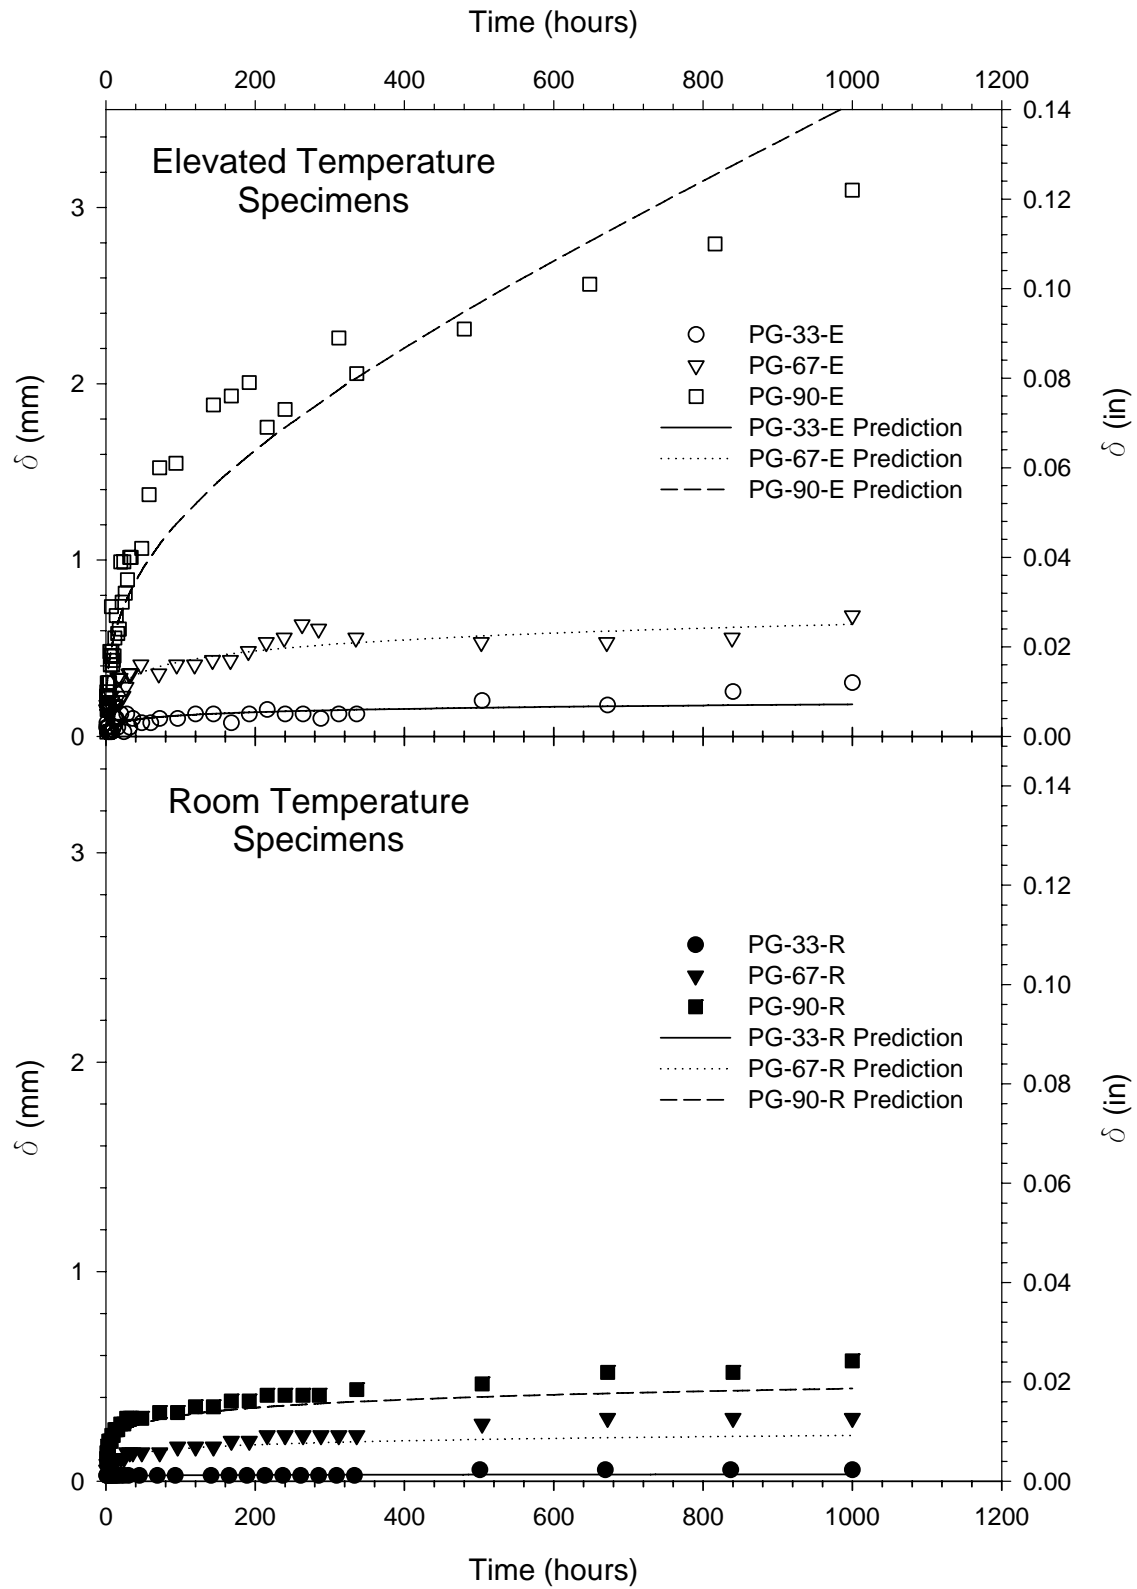 Time (hours)
0 200 400 600 800 1000 1200
Elevated Temperature
Specimens
0.14
3
0.12
0.10
PG-33-E
PG-67-E
PG-90-E
PG-33-E Prediction
PG-67-E Prediction
PG-90-E Prediction
2
0.08
δ (mm)
δ (in)
0.06
1
0.04
0.02
0
0.00
Room Temperature
Specimens
0.14
3
0.12
PG-33-R
PG-67-R
PG-90-R
PG-33-R Prediction
PG-67-R Prediction
PG-90-R Prediction
0.10
2
0.08
δ (mm)
δ (in)
0.06
1
0.04
0.02
0
0.00
0 200 400 600 800 1000 1200
Time (hours)